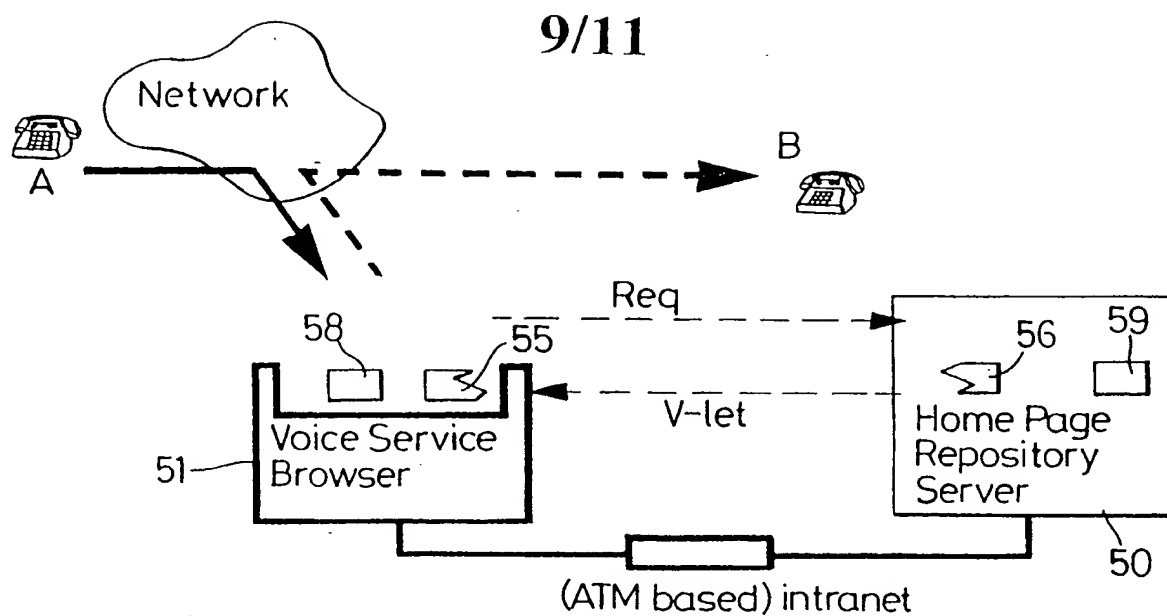 9/11
Network
A
B
Req
58
55
56
59
V-let
Voice Service
Browser
51
Home Page
Repository
Server
50
(ATM based) intranet